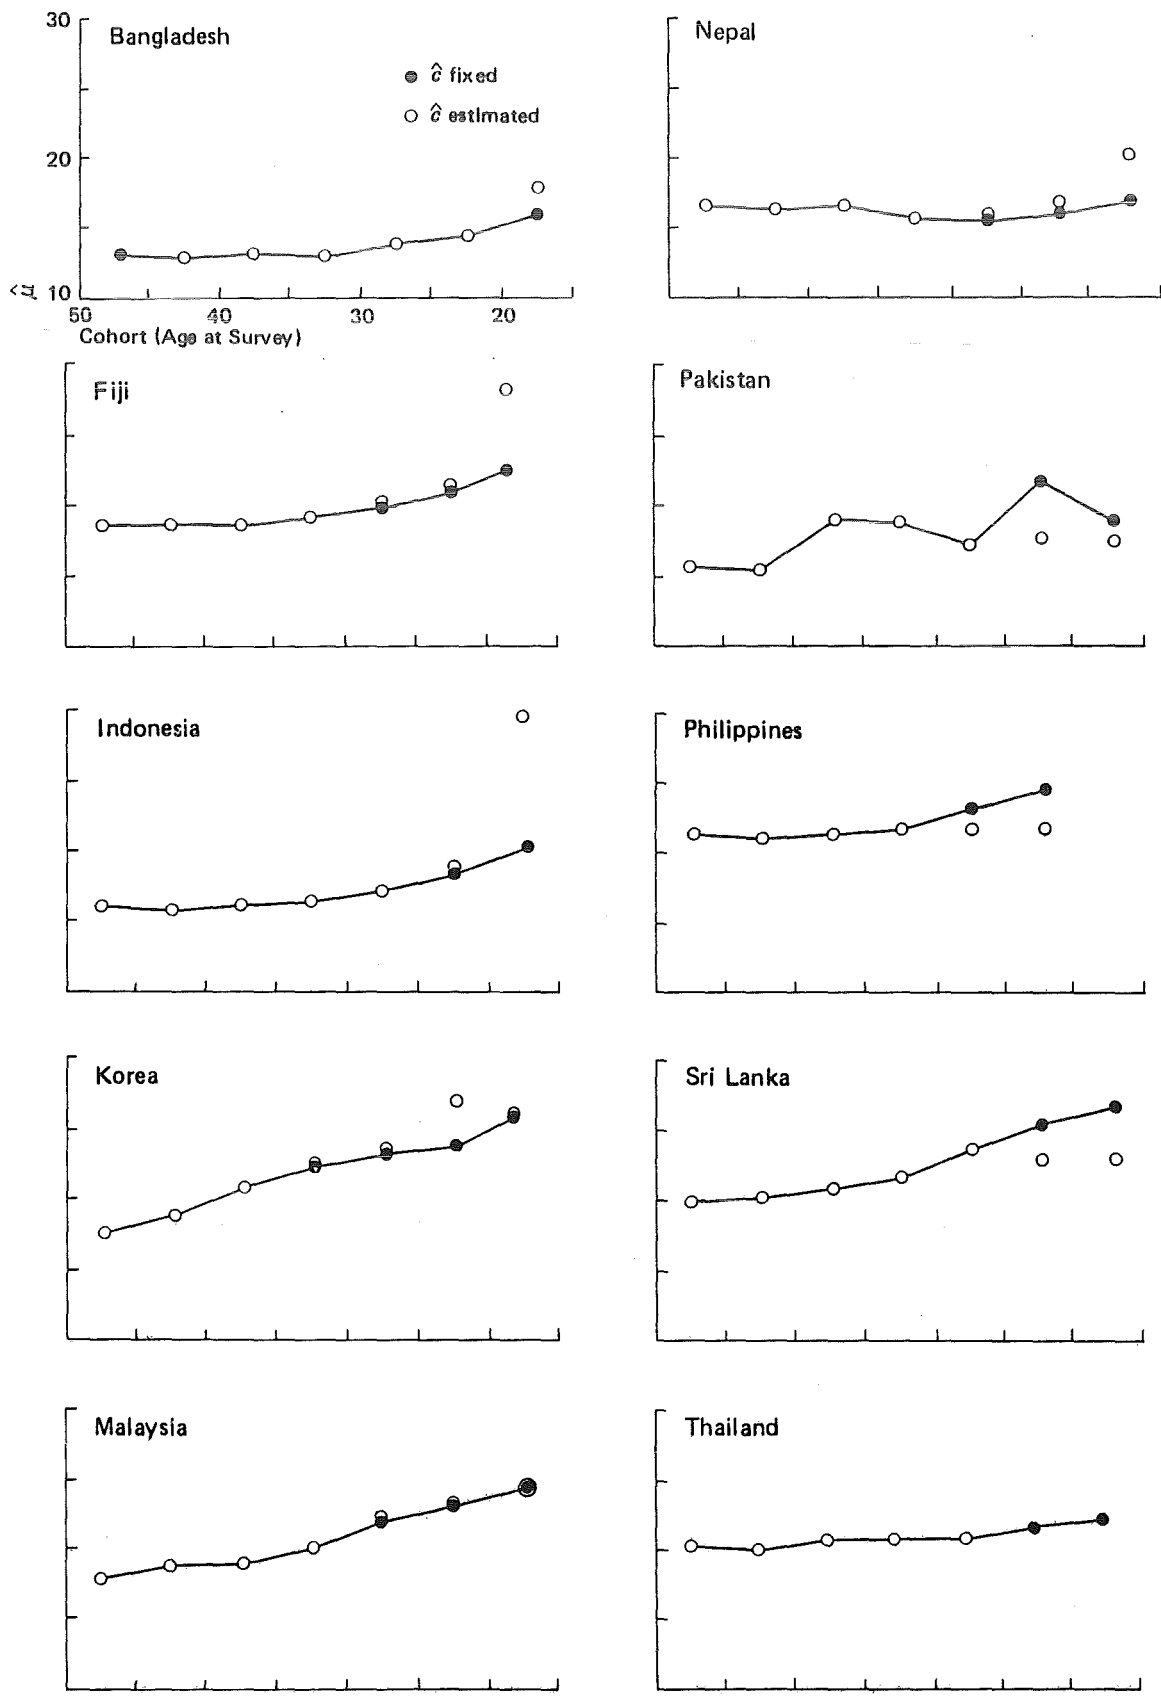 30
Bangladesh
● ĉ fixed
○ ĉ estimated
20
μ̂ 10
50 40 30 20
Cohort (Age at Survey)
Nepal
Fiji
Pakistan
Indonesia
Philippines
Korea
Sri Lanka
Malaysia
Thailand